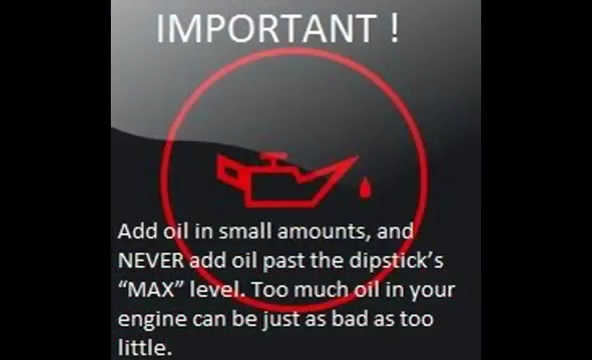 IMPORTANT !
Add oil in small amounts, and
NEVER add oil past the dipstick's
“MAX” level. Too much oil in your
engine can be just as bad as too
little.